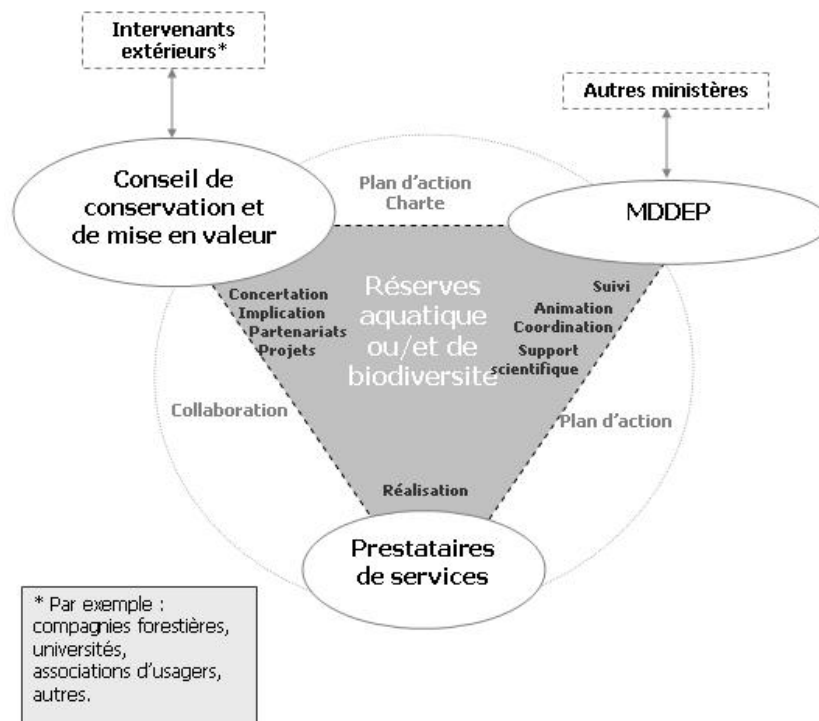 Intervenants
extérieurs*
Autres ministères
Conseil de
conservation et
de mise en valeur
Plan d'action
Charte
MDDEP
Concertation
Implication
Partenariats
Projets
Réserves
aquatique
ou/et de
biodiversité
Suivi
Animation
Coordination
Support
scientifique
Collaboration
Plan d'action
Réalisation
Prestataires
de services
* Par exemple :
compagnies forestières,
universités,
associations d'usagers,
autres.